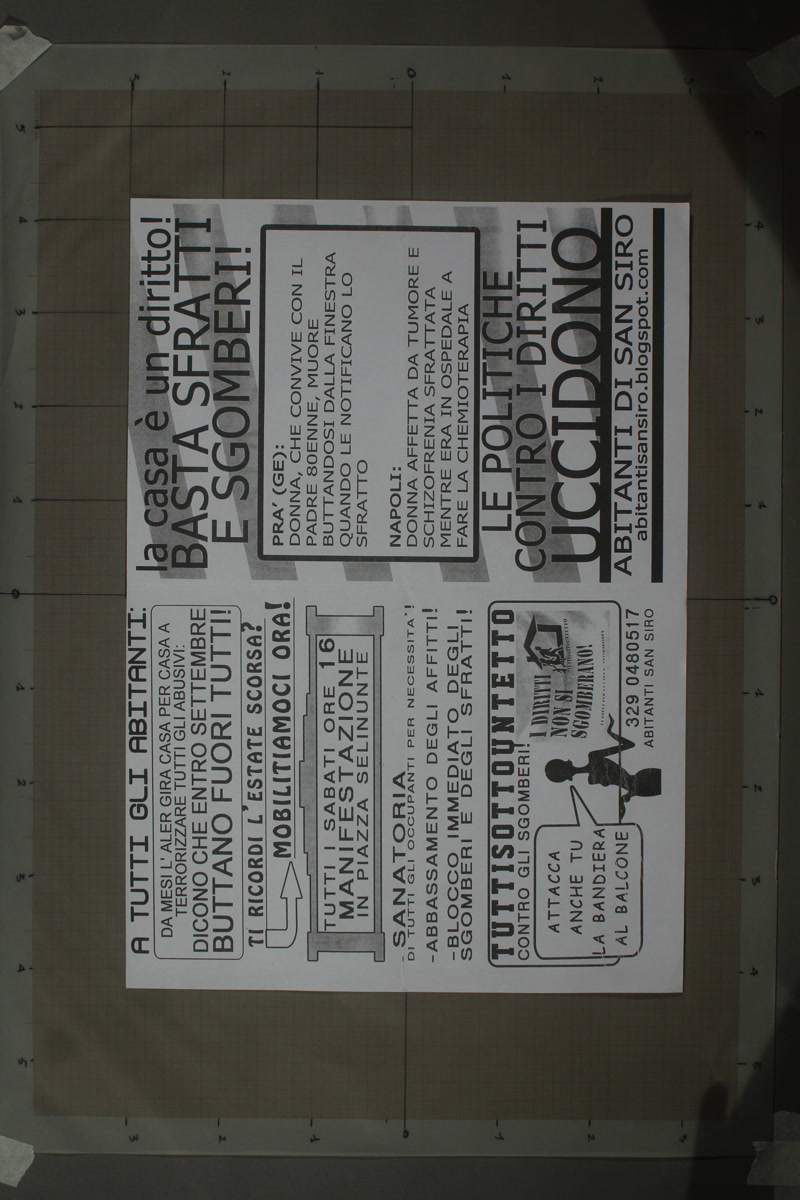 A TUTTI GLI ABITANTI:
DA MESI L' ALER GIRA CASA PER CASA A
TERRORIZZARE TUTTI GLI ABUSIVI:
DICONO CHE ENTRO SETTEMBRE
BUTTANO FUORI TUTTI!
TI RICORDI L'ESTATE SCORSA?
MOBILITIAMOCI ORA!
TUTTI I SABATI ORE 16
MANIFESTAZIONE
IN PIAZZA SELINUNTE
-SANATORIA
DI TUTTI GLI OCCUPANTI PER NECESSITA'!
-ABBASSAMENTO DEGLI AFFITTI!
-BLOCCO IMMEDIATO DEGLI
SGOMBERI E DEGLI SFRATTI!
TUTTISOTTOUNTETTO
CONTRO GLI SGOMBERI!
I DIRITTI
NON SI
SGOMBERANO!
ATTACCA
ANCHE TU
LA BANDIERA
AL BALCONE
329 0480517
ABITANTI SAN SIRO
la casa è un diritto!
BASTA SFRATTI
E SGOMBERI!
PRA' (GE):
DONNA, CHE CONVIVE CON IL
PADRE 80ENNE, MUORE
BUTTANDOSI DALLA FINESTRA
QUANDO LE NOTIFICANO LO
SFRATTO
NAPOLI:
DONNA AFFETTA DA TUMORE E
SCHIZOFRENIA SFRATTATA
MENTRE ERA IN OSPEDALE A
FARE LA CHEMIOTERAPIA
LE POLITICHE
CONTRO I DIRITTI
UCCIDONO
ABITANTI DI SAN SIRO
abitantisansiro.blogspot.com